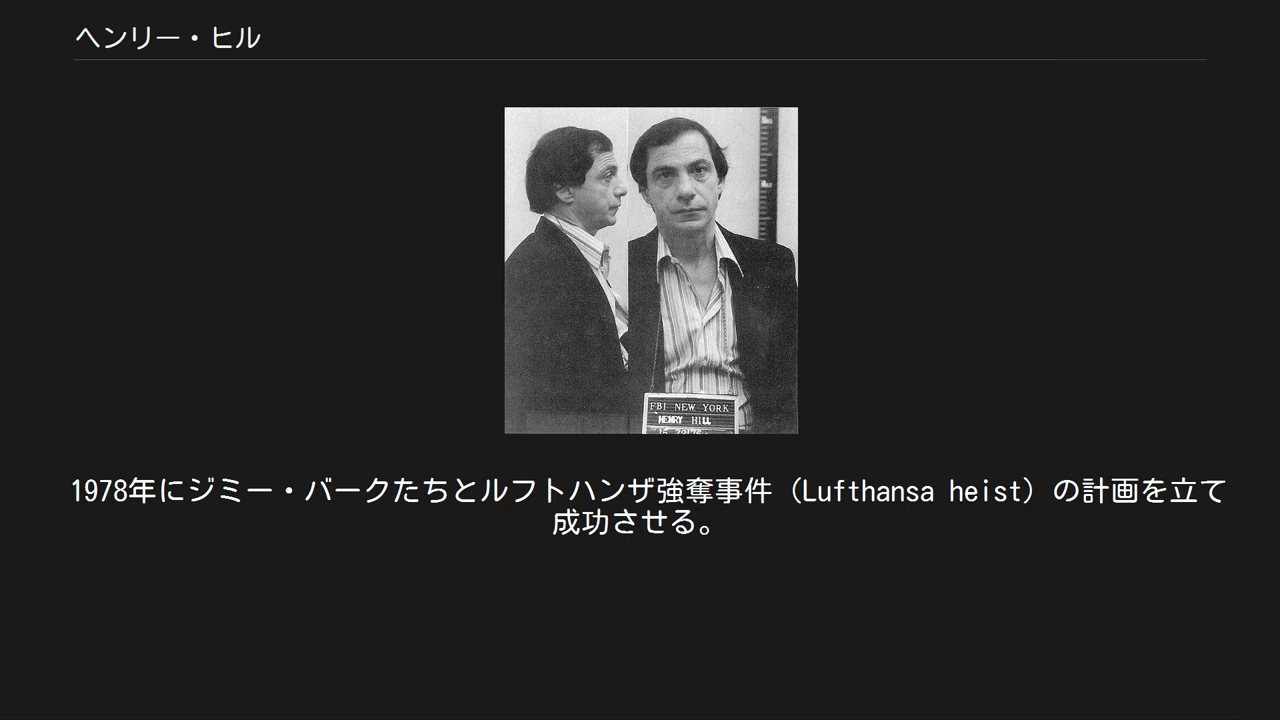 ヘンリー・ヒル
FBI NEW YORK
HENRY HILL
1978年にジミー・バークたちとルフトハンザ強奪事件（Lufthansa heist）の計画を立て
成功させる。